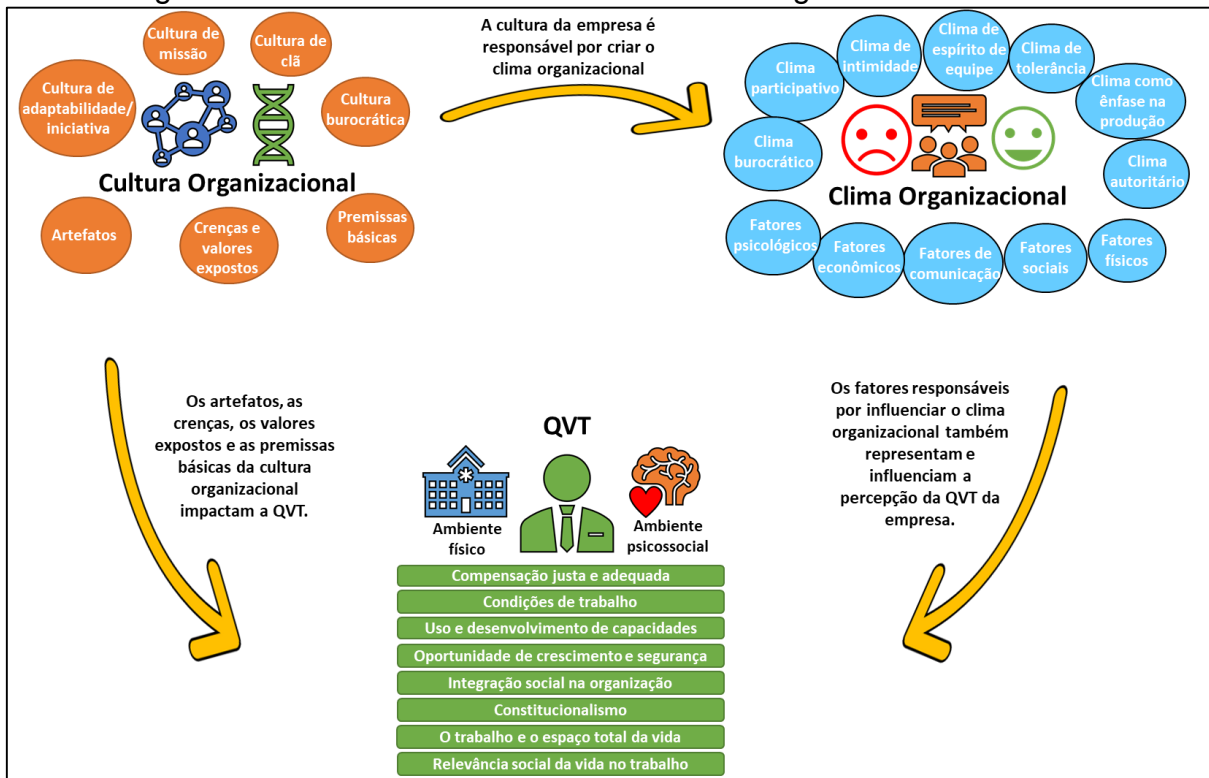 Cultura de
missão
Cultura de
clã
Cultura de
adaptabilidade/
iniciativa
Cultura
burocrática
Cultura Organizacional
Artefatos
Crenças e
valores
expostos
Premissas
básicas
A cultura da empresa é
responsável por criar o
clima organizacional
Clima
participativo
Clima de
intimidade
Clima de
espírito de
equipe
Clima de
tolerância
Clima como
ênfase na
produção
Clima
burocrático
Clima
autoritário
Clima Organizacional
Fatores
psicológicos
Fatores
econômicos
Fatores de
comunicação
Fatores
sociais
Fatores
físicos
Os artefatos, as
crenças, os valores
expostos e as premissas
básicas da cultura
organizacional
impactam a QVT.
Os fatores responsáveis
por influenciar o clima
organizacional também
representam e
influenciam a
percepção da QVT da
empresa.
QVT
Ambiente
físico
Ambiente
psicossocial
Compensação justa e adequada
Condições de trabalho
Uso e desenvolvimento de capacidades
Oportunidade de crescimento e segurança
Integração social na organização
Constitucionalismo
O trabalho e o espaço total da vida
Relevância social da vida no trabalho